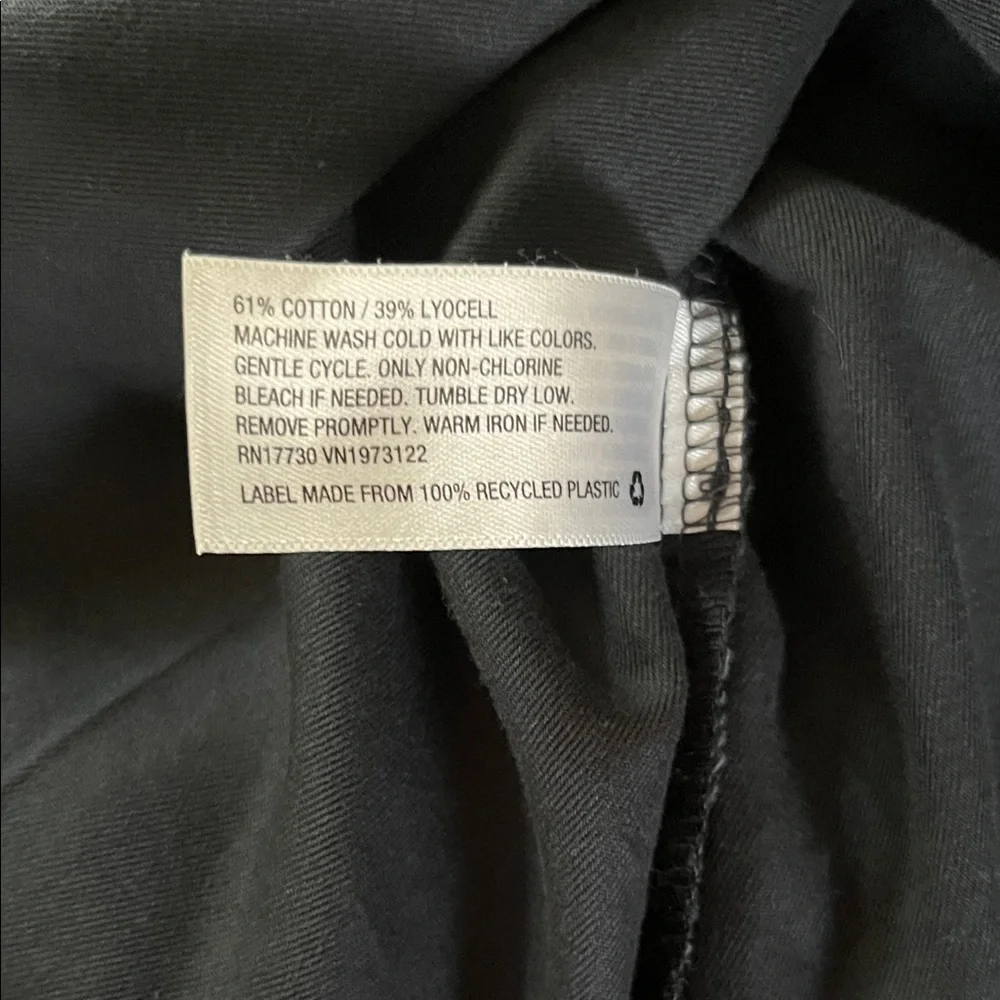 61% COTTON / 39% LYOCELL
MACHINE WASH COLD WITH LIKE COLORS.
GENTLE CYCLE. ONLY NON-CHLORINE
BLEACH IF NEEDED. TUMBLE DRY LOW.
REMOVE PROMPTLY. WARM IRON IF NEEDED.
RN17730 VN1973122
LABEL MADE FROM 100% RECYCLED PLASTIC